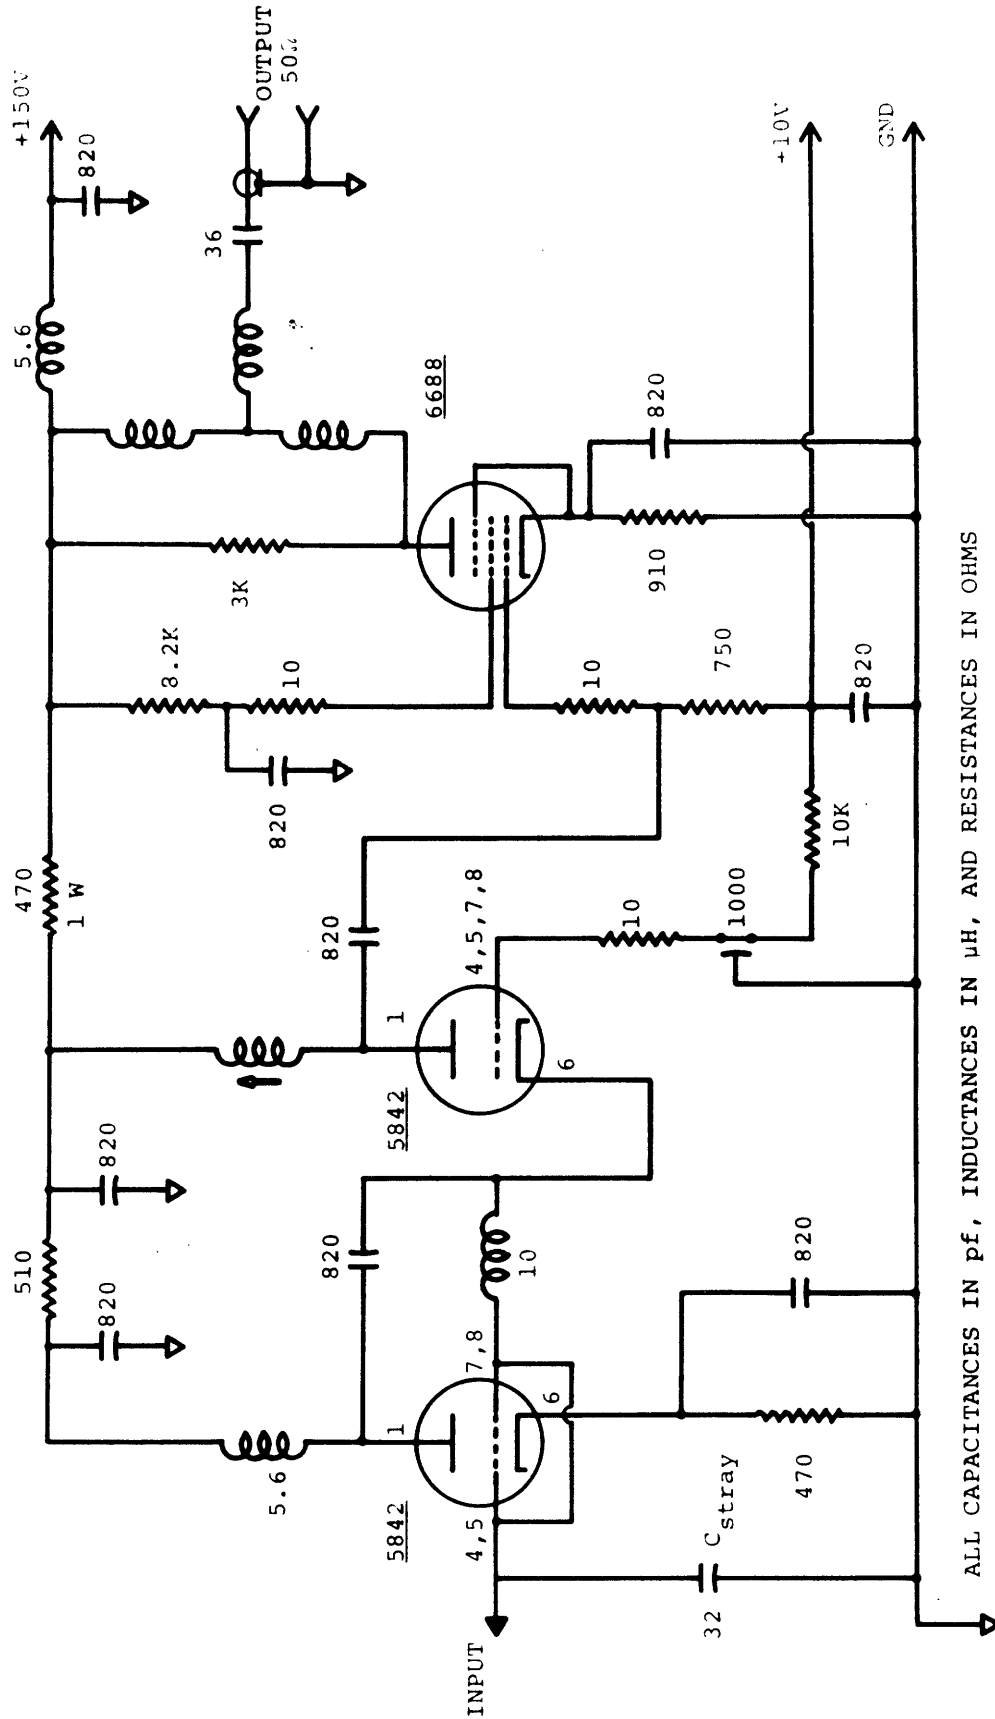 +150V
820
5.6
36
OUTPUT
50Ω
6688
3K
8.2K
10
820
470
1 W
820
10
750
910
820
+10V
GND
820
10K
1000
10
4,5,7,8
1
6
5842
820
510
820
820
10
5.6
1
7,8
6
5842
4,5
INPUT
32
C stray
470
820
ALL CAPACITANCES IN pf, INDUCTANCES IN μH, AND RESISTANCES IN OHMS